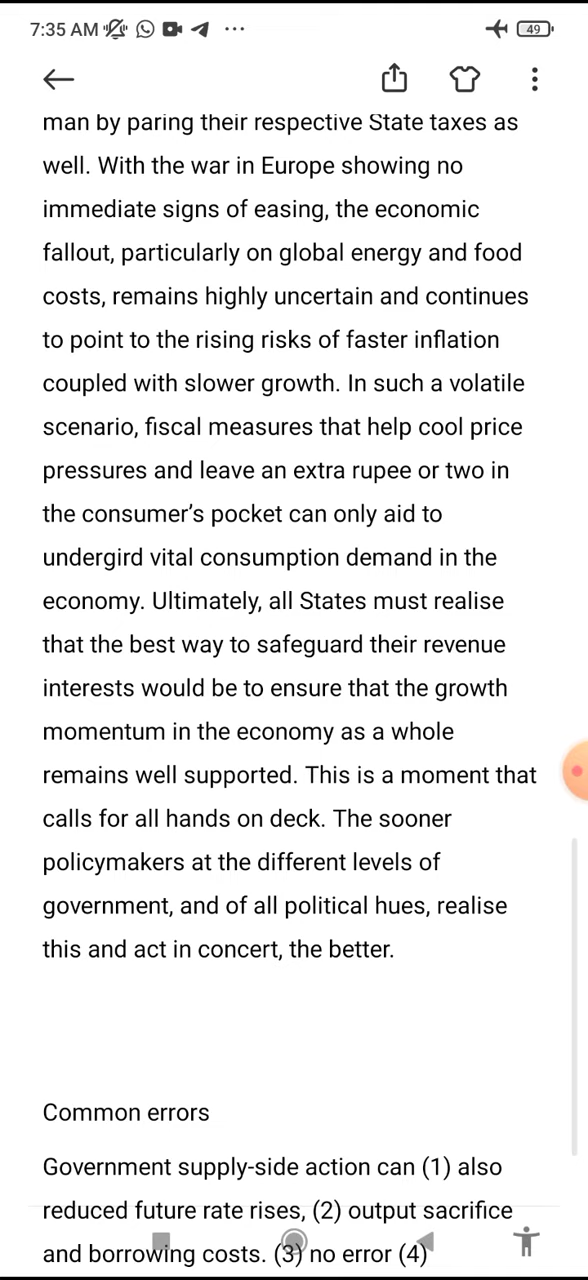 7:35 AM
49
man by paring their respective State taxes as
well. With the war in Europe showing no
immediate signs of easing, the economic
fallout, particularly on global energy and food
costs, remains highly uncertain and continues
to point to the rising risks of faster inflation
coupled with slower growth. In such a volatile
scenario, fiscal measures that help cool price
pressures and leave an extra rupee or two in
the consumer’s pocket can only aid to
undergird vital consumption demand in the
economy. Ultimately, all States must realise
that the best way to safeguard their revenue
interests would be to ensure that the growth
momentum in the economy as a whole
remains well supported. This is a moment that
calls for all hands on deck. The sooner
policymakers at the different levels of
government, and of all political hues, realise
this and act in concert, the better.
Common errors
Government supply-side action can (1) also
reduced future rate rises, (2) output sacrifice
and borrowing costs. (3) no error (4)